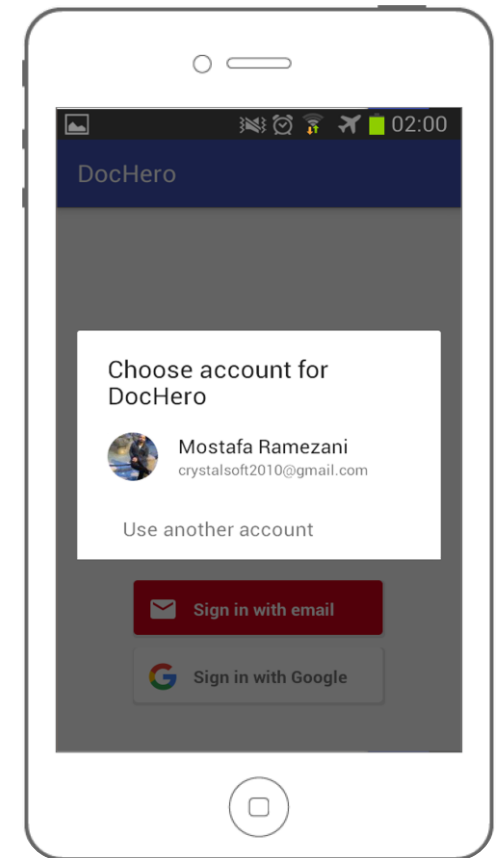 02:00
DocHero
Choose account for
DocHero
Mostafa Ramezani
crystalsoft2010@gmail.com
Use another account
Sign in with email
Sign in with Google